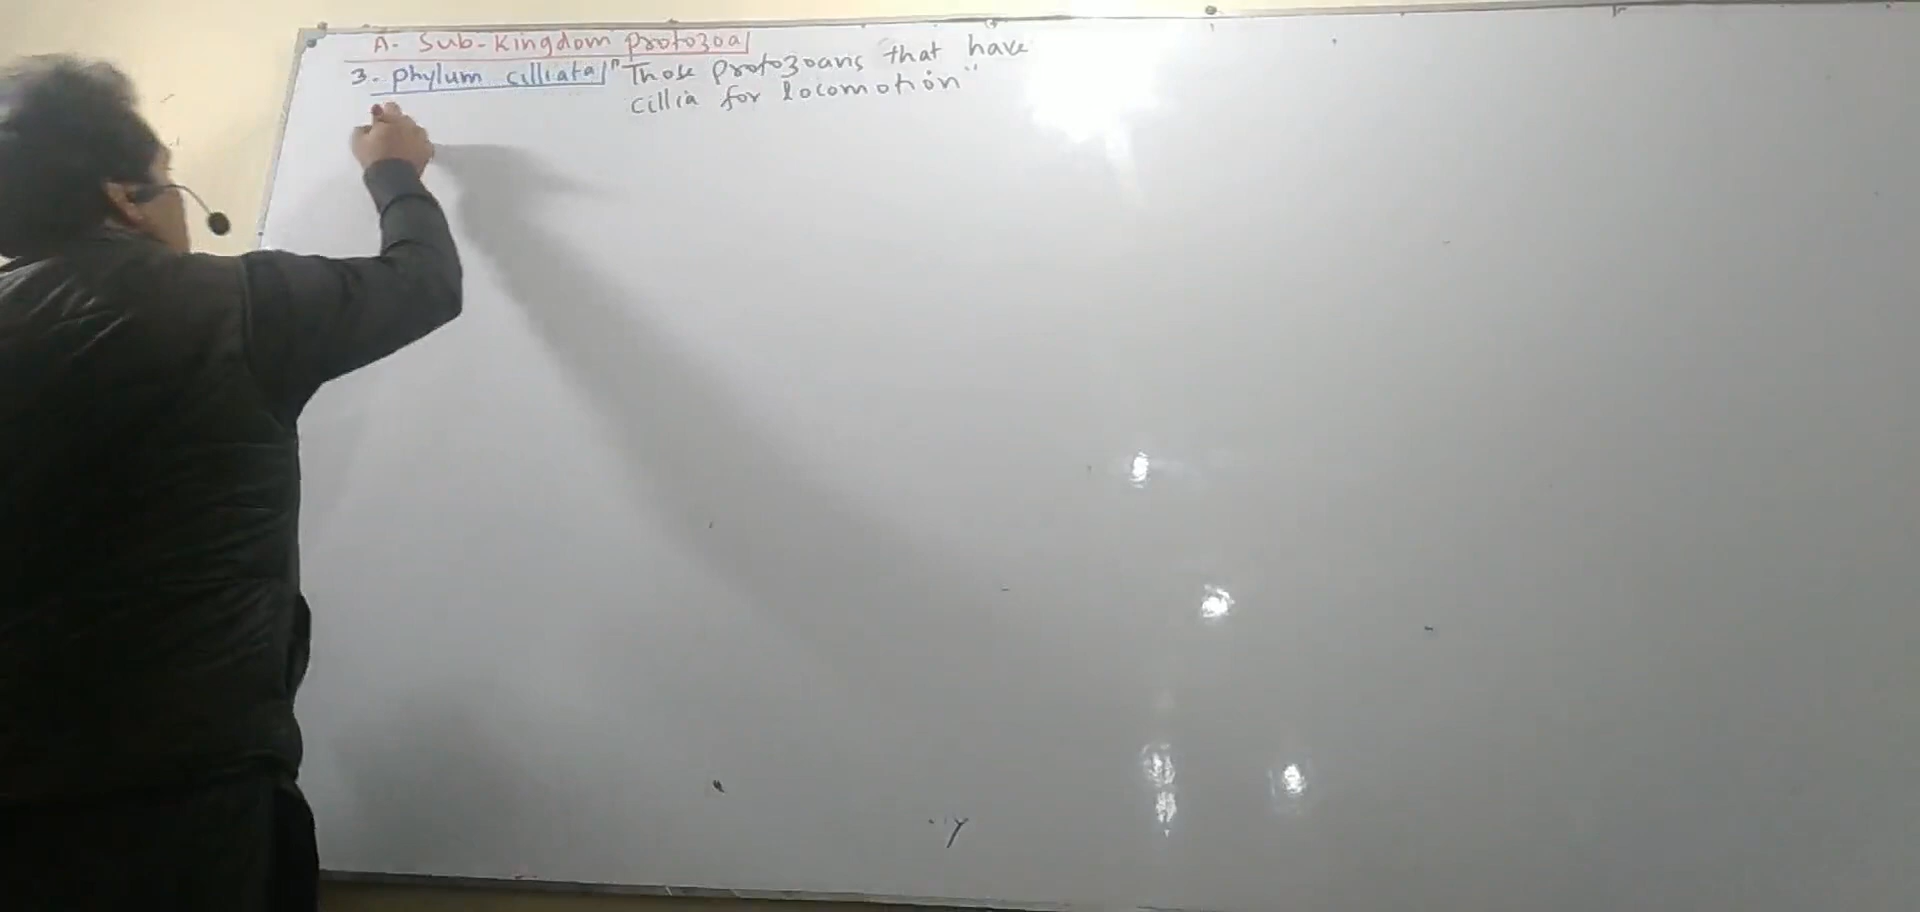 A- Sub-Kingdom protozoa
3- phylum cilliata "Those protozoans that have
cillia for locomotion"